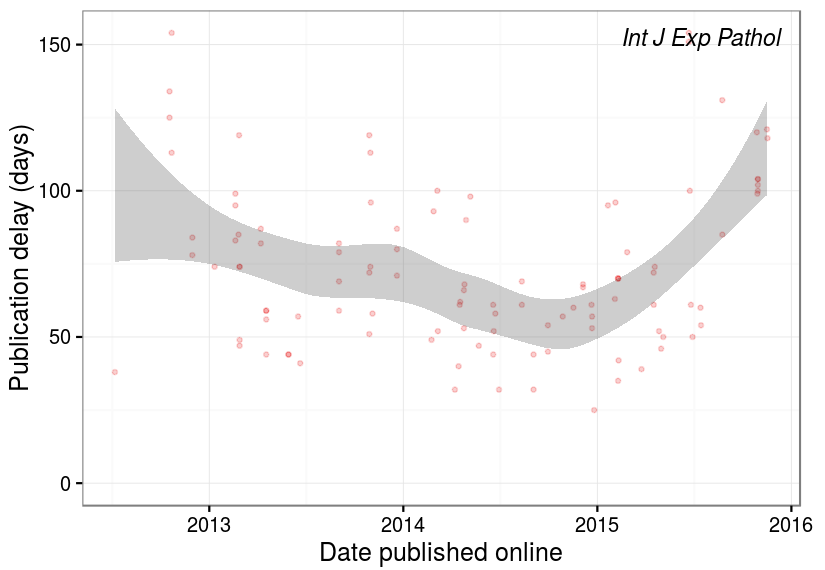 Int J Exp Pathol
150
100
50
0
Publication delay (days)
2013 2014 2015 2016
Date published online